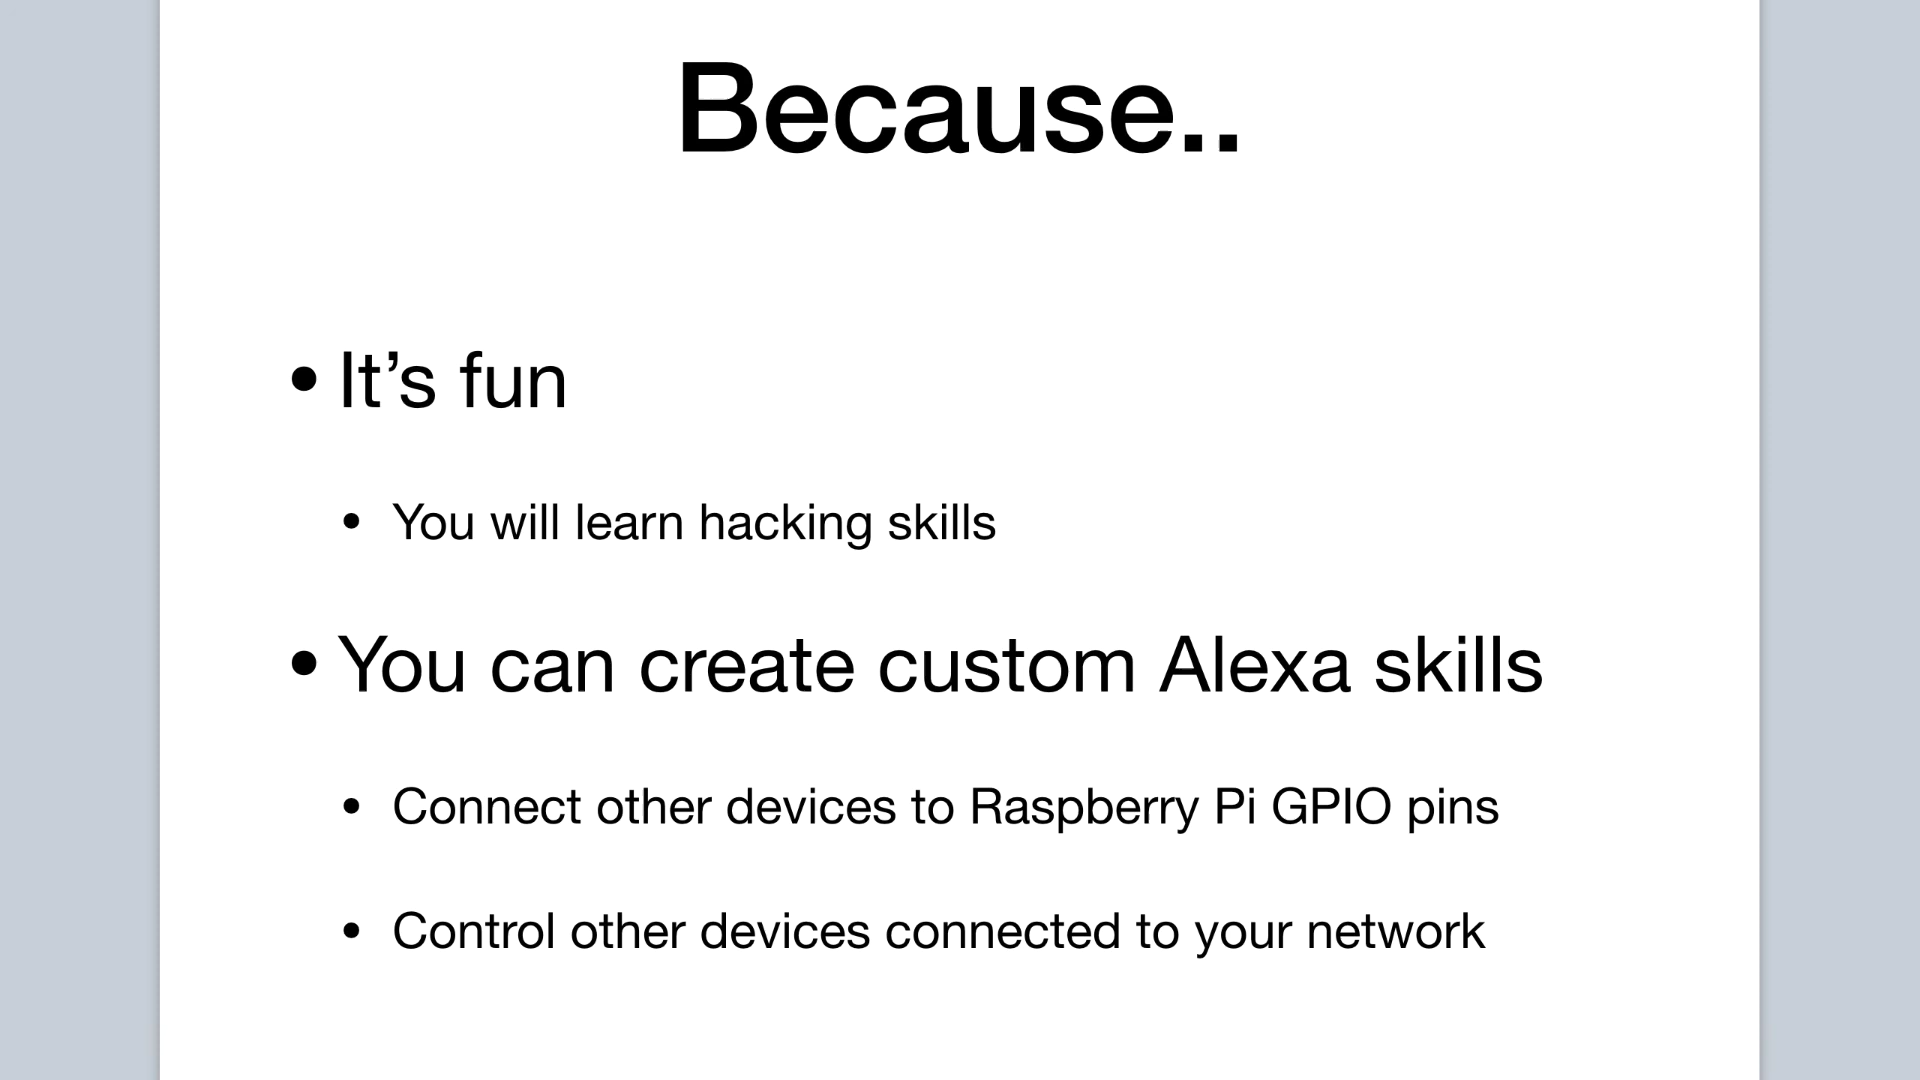 Because..
• It’s fun
• You will learn hacking skills
• You can create custom Alexa skills
• Connect other devices to Raspberry Pi GPIO pins
• Control other devices connected to your network